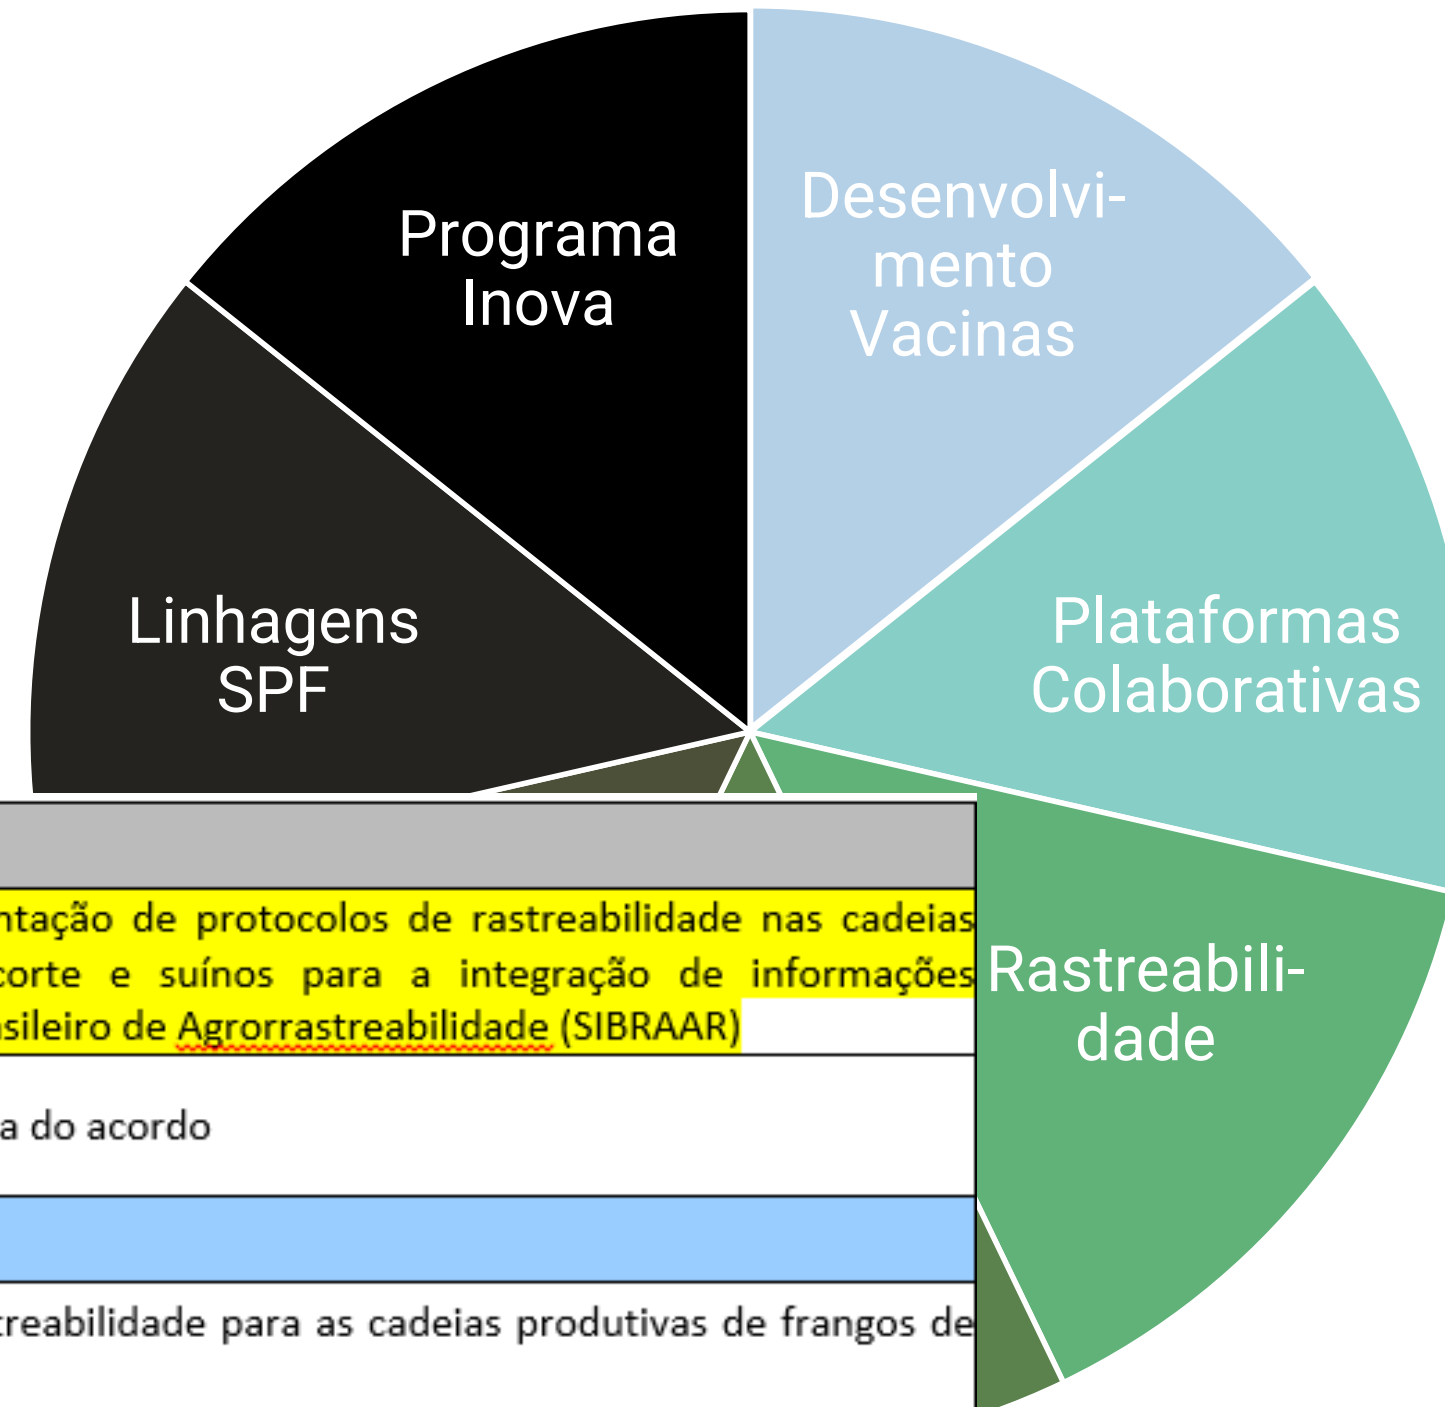 Programa
Inova
Desenvolvi-
mento
Vacinas
Linhagens
SPF
Plataformas
Colaborativas
Rastreabili-
dade
ntação de protocolos de rastreabilidade nas cadeias
corte e suínos para a integração de informações
sileiro de Agrorrastreabilidade (SIBRAAR)
a do acordo
treabilidade para as cadeias produtivas de frangos de